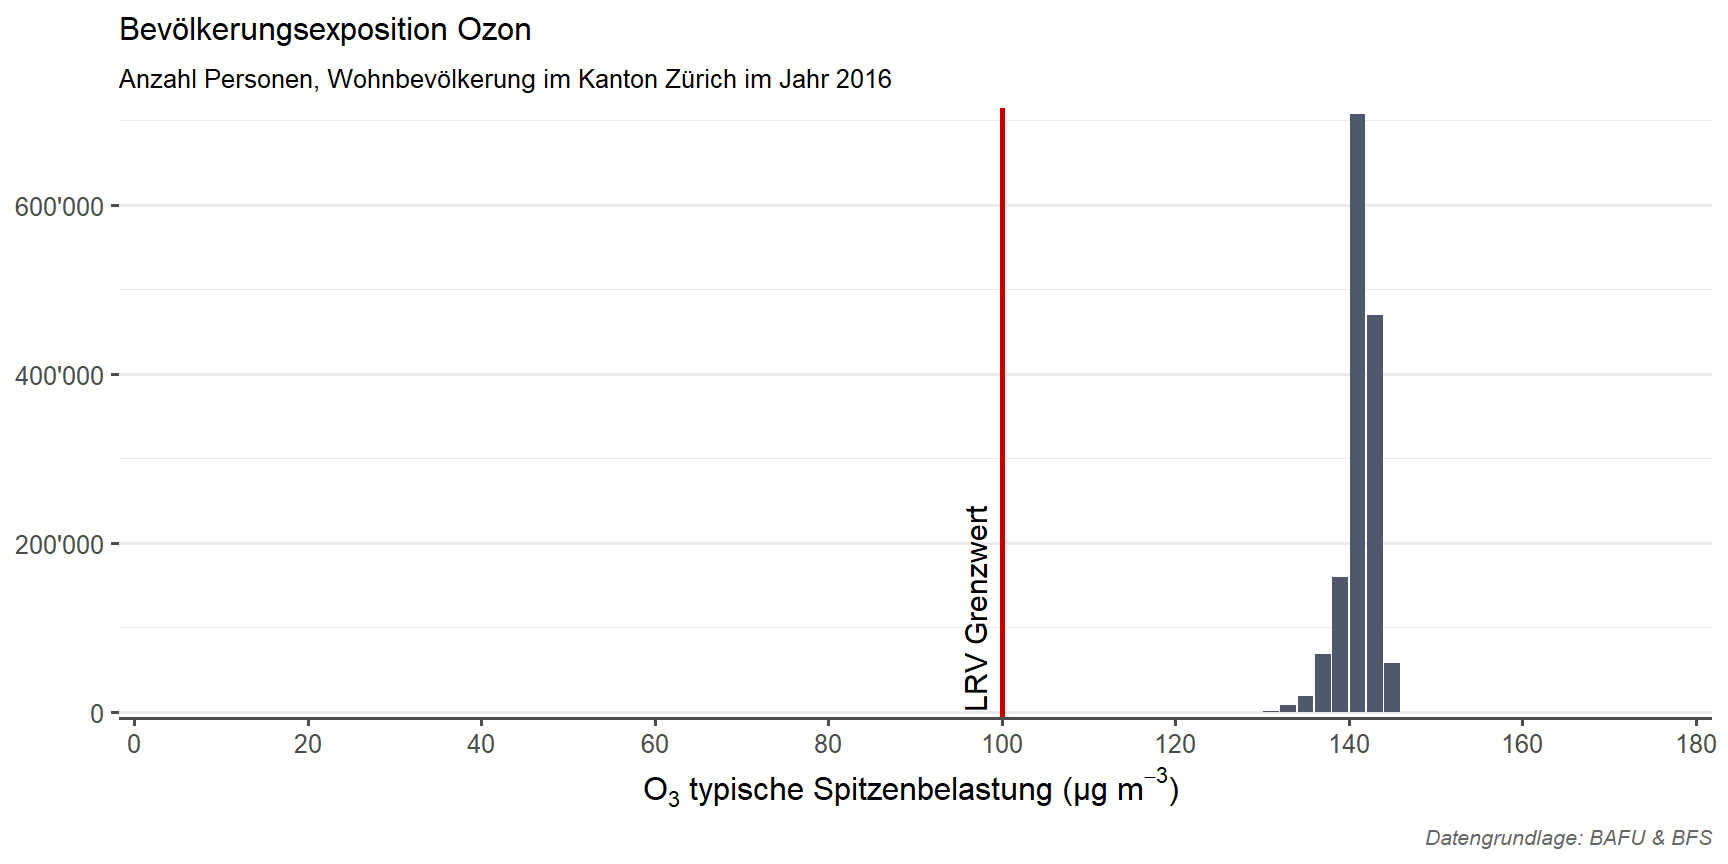 Bevölkerungsexposition Ozon
Anzahl Personen, Wohnbevölkerung im Kanton Zürich im Jahr 2016
600'000
400'000
200'000
0
LRV Grenzwert
0 20 40 60 80 100 120 140 160 180
O₃ typische Spitzenbelastung (µg m⁻³)
Datengrundlage: BAFU & BFS